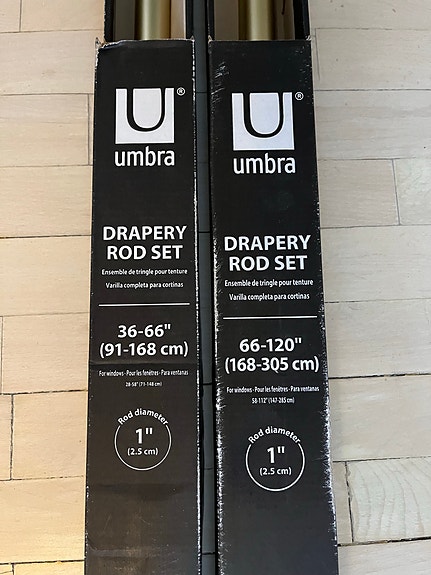 U®
umbra
DRAPERY
ROD SET
Ensemble de tringle pour tenture
Varilla completa para cortinas
36-66"
(91-168 cm)
For windows · Pour les fenêtres · Para ventanas
28-58" (71-148 cm)
Rod diameter
1"
(2.5 cm)
U®
umbra
DRAPERY
ROD SET
Ensemble de tringle pour tenture
Varilla completa para cortinas
66-120"
(168-305 cm)
For windows · Pour les fenêtres · Para ventanas
58-112" (147-285 cm)
Rod diameter
1"
(2.5 cm)